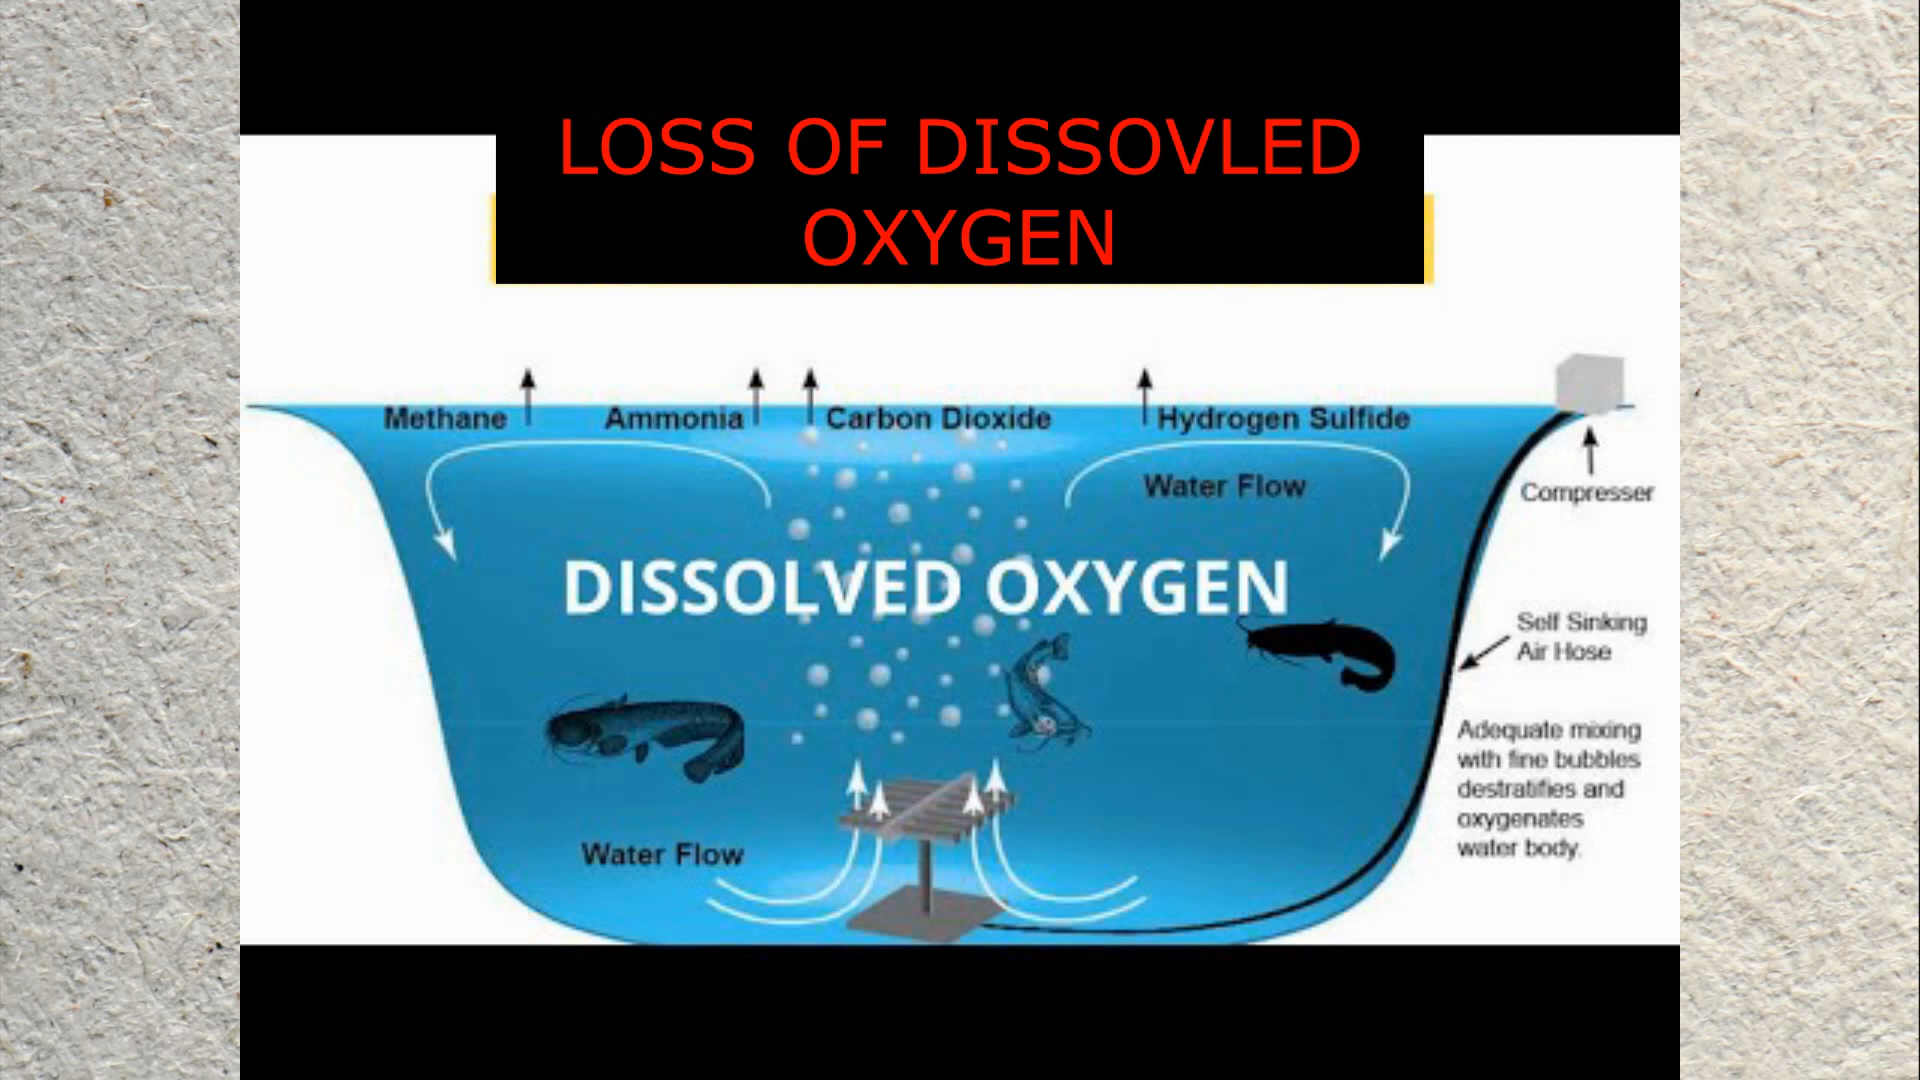 LOSS OF DISSOVLED
OXYGEN
Methane
Ammonia
Carbon Dioxide
Hydrogen Sulfide
Water Flow
Compresser
DISSOLVED OXYGEN
Self Sinking
Air Hose
Adequate mixing
with fine bubbles
destratifies and
oxygenates
water body.
Water Flow